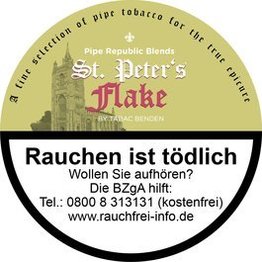 A fine selection of pipe tobacco for the true epicure
Pipe Republic Blends
St. Peter's
Flake
BY TABAC BENDEN
Rauchen ist tödlich
Wollen Sie aufhören?
Die BZgA hilft:
Tel.: 0800 8 313131 (kostenfrei)
www.rauchfrei-info.de